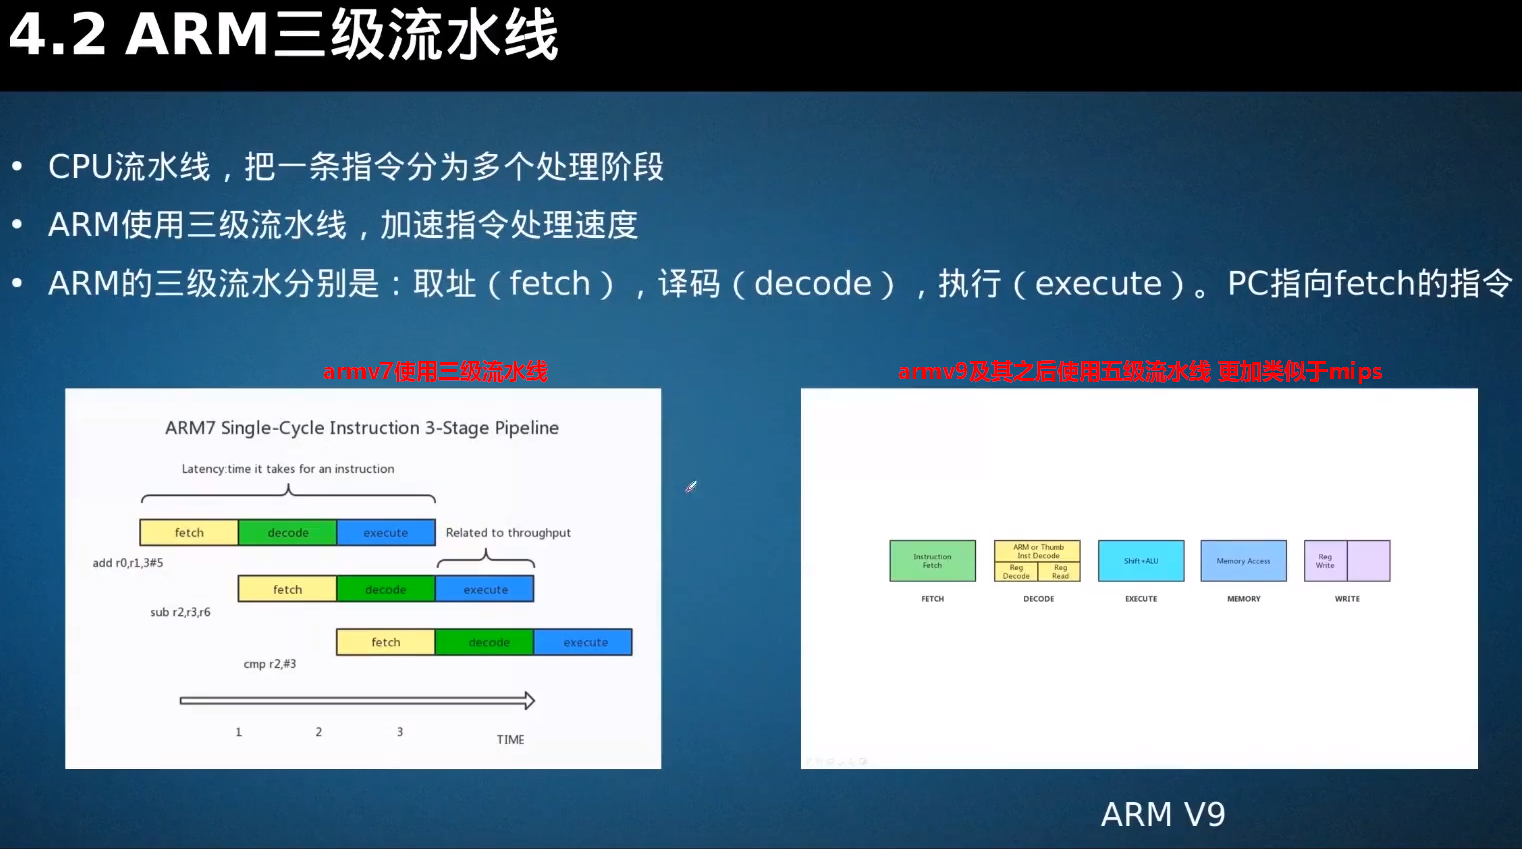 4.2 ARM三级流水线
• CPU流水线，把一条指令分为多个处理阶段
• ARM使用三级流水线，加速指令处理速度
• ARM的三级流水分别是：取址（fetch），译码（decode），执行（execute）。PC指向fetch的指令
armv7使用三级流水线
ARM7 Single-Cycle Instruction 3-Stage Pipeline
Latency:time it takes for an instruction
fetch decode execute
Related to throughput
add r0,r1,3#5
fetch decode execute
sub r2,r3,r6
fetch decode execute
cmp r2,#3
1 2 3
TIME
armv9及其之后使用五级流水线 更加类似于mips
Instruction
Fetch
ARM or Thumb
Inst Decode
Reg
Decode
Reg
Read
Shift+ALU
Memory Access
Reg
Write
FETCH DECODE EXECUTE MEMORY WRITE
ARM V9